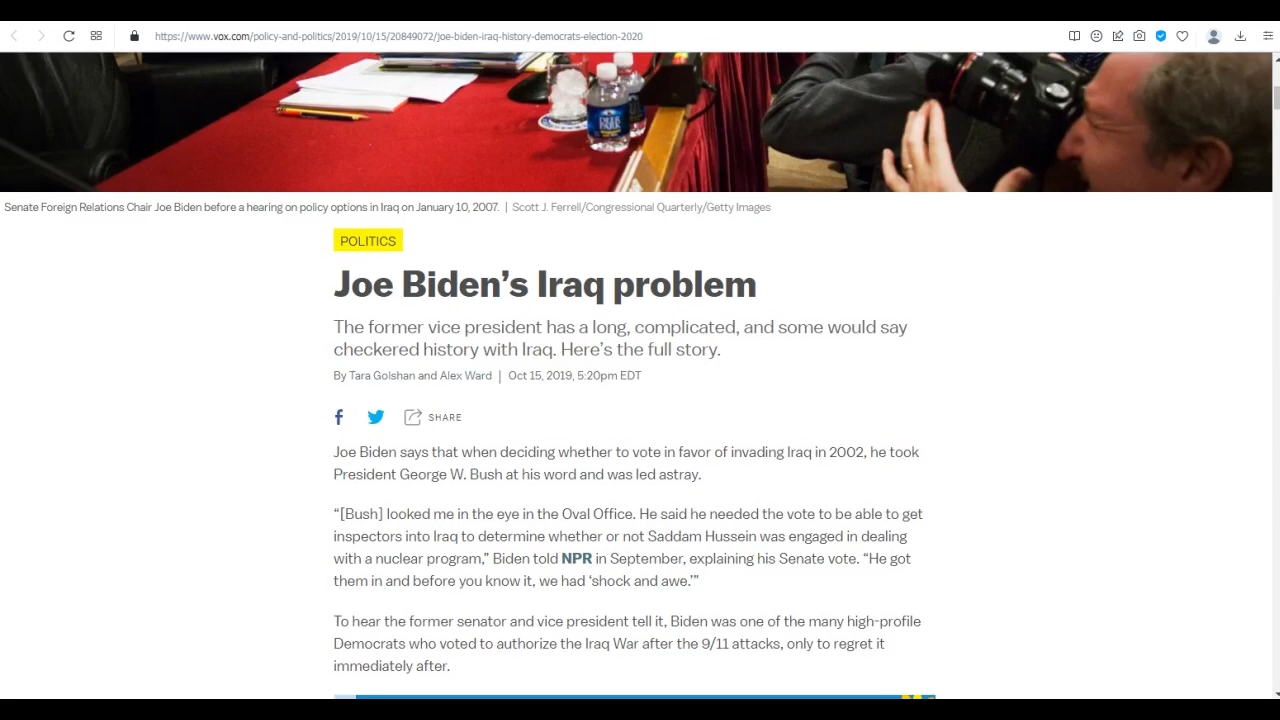 https://www.vox.com/policy-and-politics/2019/10/15/20849072/joe-biden-iraq-history-democrats-election-2020
Senate Foreign Relations Chair Joe Biden before a hearing on policy options in Iraq on January 10, 2007. | Scott J. Ferrell/Congressional Quarterly/Getty Images
POLITICS
Joe Biden’s Iraq problem
The former vice president has a long, complicated, and some would say
checkered history with Iraq. Here’s the full story.
By Tara Golshan and Alex Ward | Oct 15, 2019, 5:20pm EDT
SHARE
Joe Biden says that when deciding whether to vote in favor of invading Iraq in 2002, he took
President George W. Bush at his word and was led astray.
“[Bush] looked me in the eye in the Oval Office. He said he needed the vote to be able to get
inspectors into Iraq to determine whether or not Saddam Hussein was engaged in dealing
with a nuclear program,” Biden told NPR in September, explaining his Senate vote. “He got
them in and before you know it, we had ‘shock and awe.’”
To hear the former senator and vice president tell it, Biden was one of the many high-profile
Democrats who voted to authorize the Iraq War after the 9/11 attacks, only to regret it
immediately after.